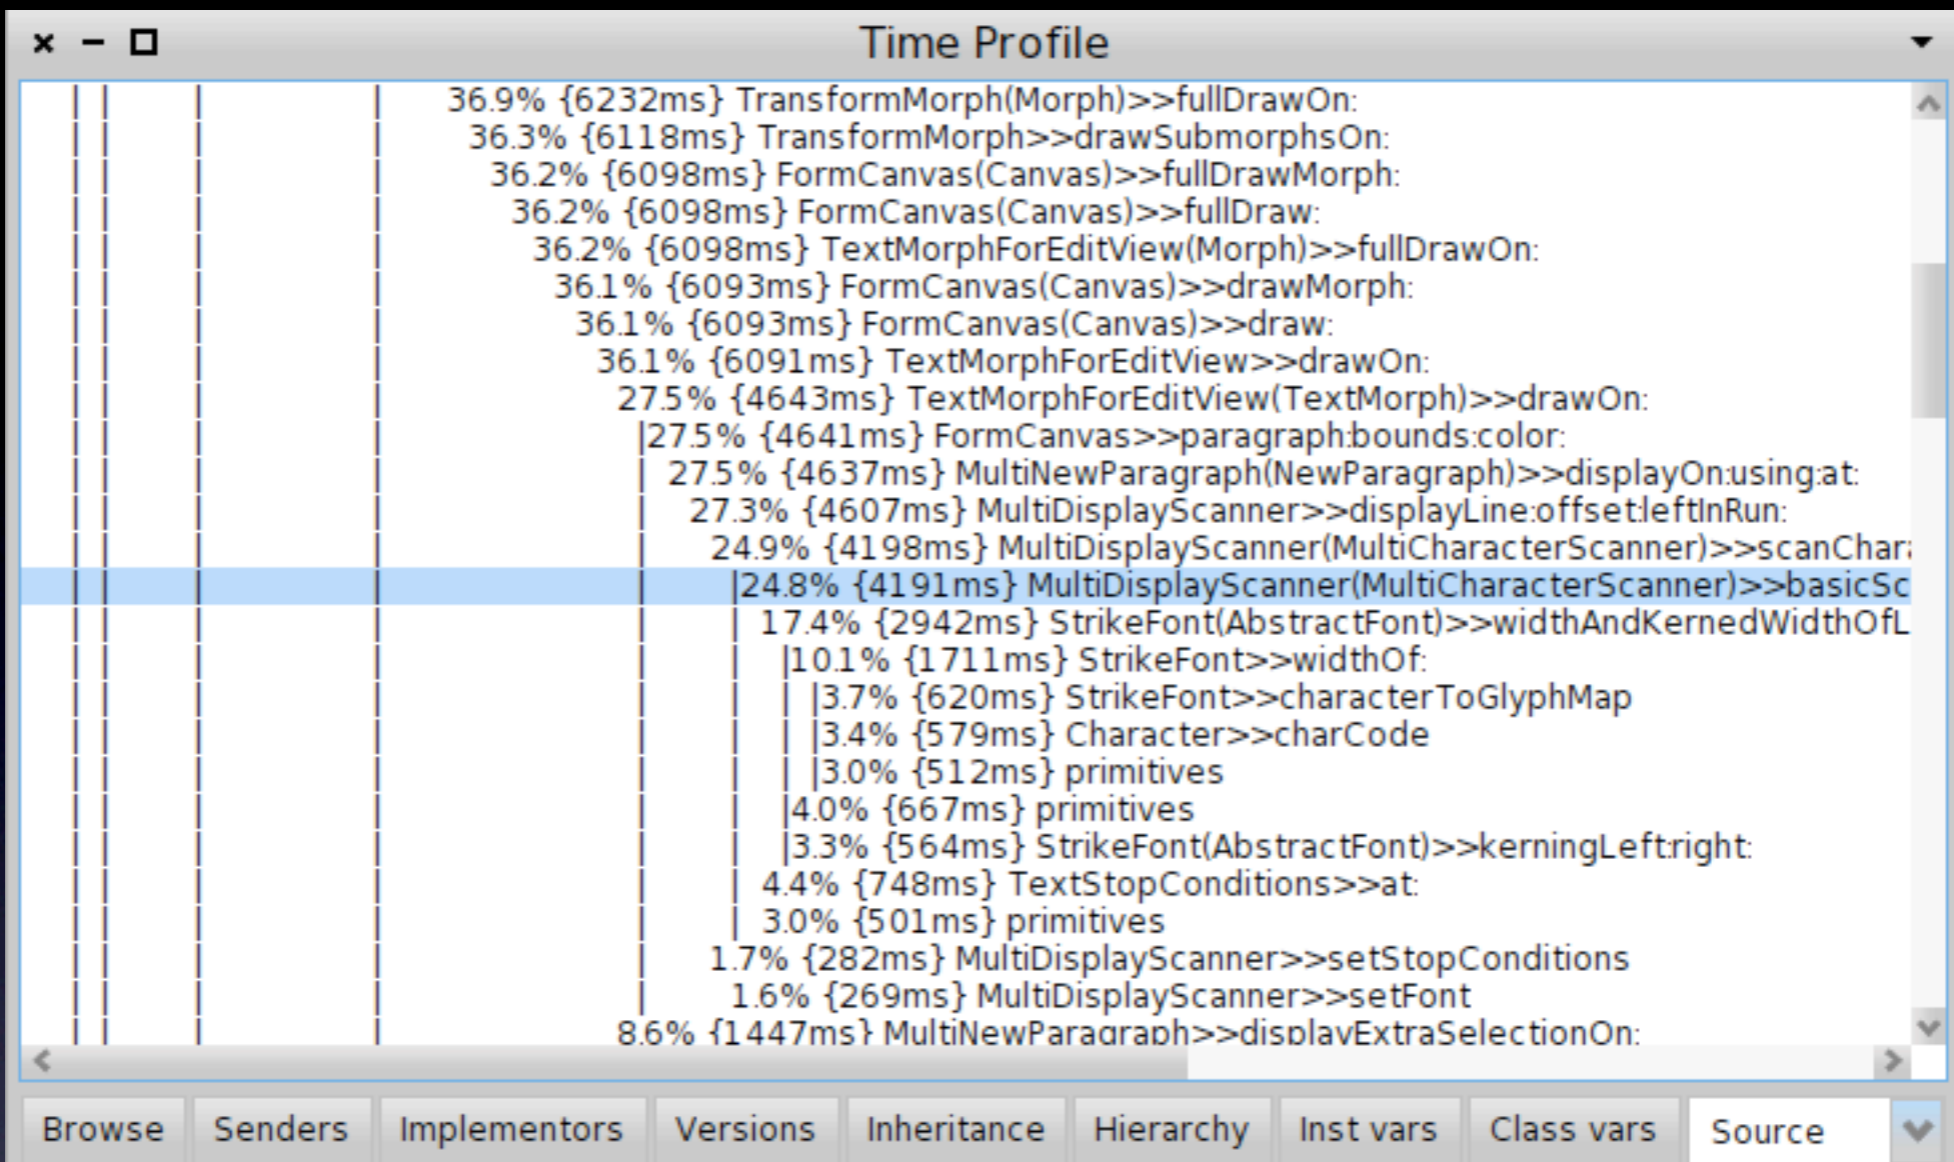 Time Profile
36.9% {6232ms} TransformMorph(Morph)>>fullDrawOn:
36.3% {6118ms} TransformMorph>>drawSubmorphsOn:
36.2% {6098ms} FormCanvas(Canvas)>>fullDrawMorph:
36.2% {6098ms} FormCanvas(Canvas)>>fullDraw:
36.2% {6098ms} TextMorphForEditView(Morph)>>fullDrawOn:
36.1% {6093ms} FormCanvas(Canvas)>>drawMorph:
36.1% {6093ms} FormCanvas(Canvas)>>draw:
36.1% {6091ms} TextMorphForEditView>>drawOn:
27.5% {4643ms} TextMorphForEditView(TextMorph)>>drawOn:
|27.5% {4641ms} FormCanvas>>paragraph:bounds:color:
| 27.5% {4637ms} MultiNewParagraph(NewParagraph)>>displayOn:using:at:
| 27.3% {4607ms} MultiDisplayScanner>>displayLine:offset:leftInRun:
| 24.9% {4198ms} MultiDisplayScanner(MultiCharacterScanner)>>scanChar
| |24.8% {4191ms} MultiDisplayScanner(MultiCharacterScanner)>>basicSc
| | 17.4% {2942ms} StrikeFont(AbstractFont)>>widthAndKernedWidthOfL
| | |10.1% {1711ms} StrikeFont>>widthOf:
| | | |3.7% {620ms} StrikeFont>>characterToGlyphMap
| | | |3.4% {579ms} Character>>charCode
| | | |3.0% {512ms} primitives
| | |4.0% {667ms} primitives
| | |3.3% {564ms} StrikeFont(AbstractFont)>>kerningLeft:right:
| | 4.4% {748ms} TextStopConditions>>at:
| | 3.0% {501ms} primitives
| 1.7% {282ms} MultiDisplayScanner>>setStopConditions
| 1.6% {269ms} MultiDisplayScanner>>setFont
8.6% {1447ms} MultiNewParagraph>>displayExtraSelectionOn:
Browse Senders Implementors Versions Inheritance Hierarchy Inst vars Class vars Source